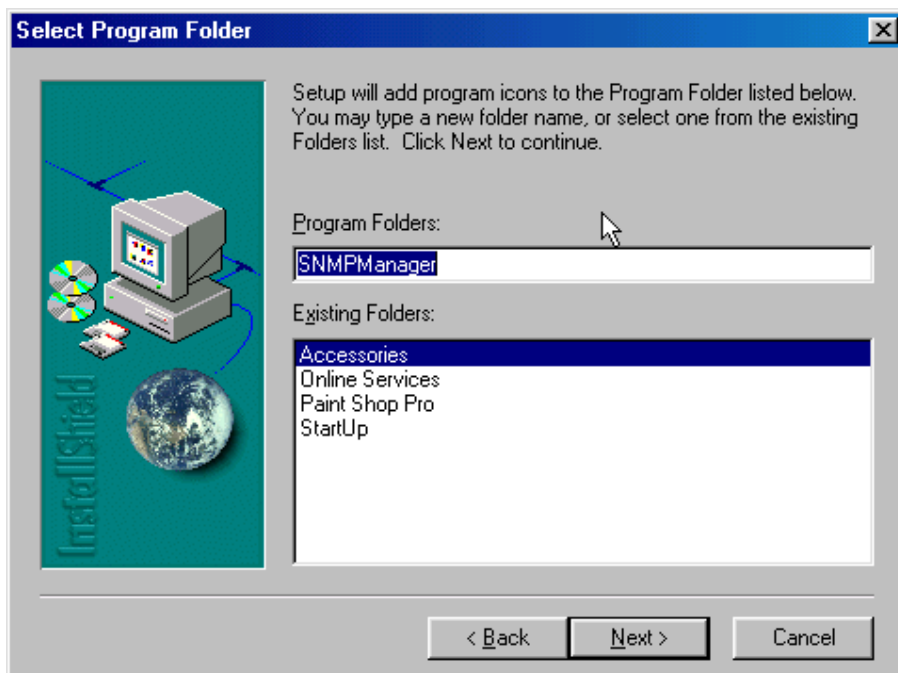 Select Program Folder
Setup will add program icons to the Program Folder listed below.
You may type a new folder name, or select one from the existing
Folders list.  Click Next to continue.
Program Folders:
SNMPManager
Existing Folders:
Accessories
Online Services
Paint Shop Pro
StartUp
InstallShield
< Back
Next >
Cancel